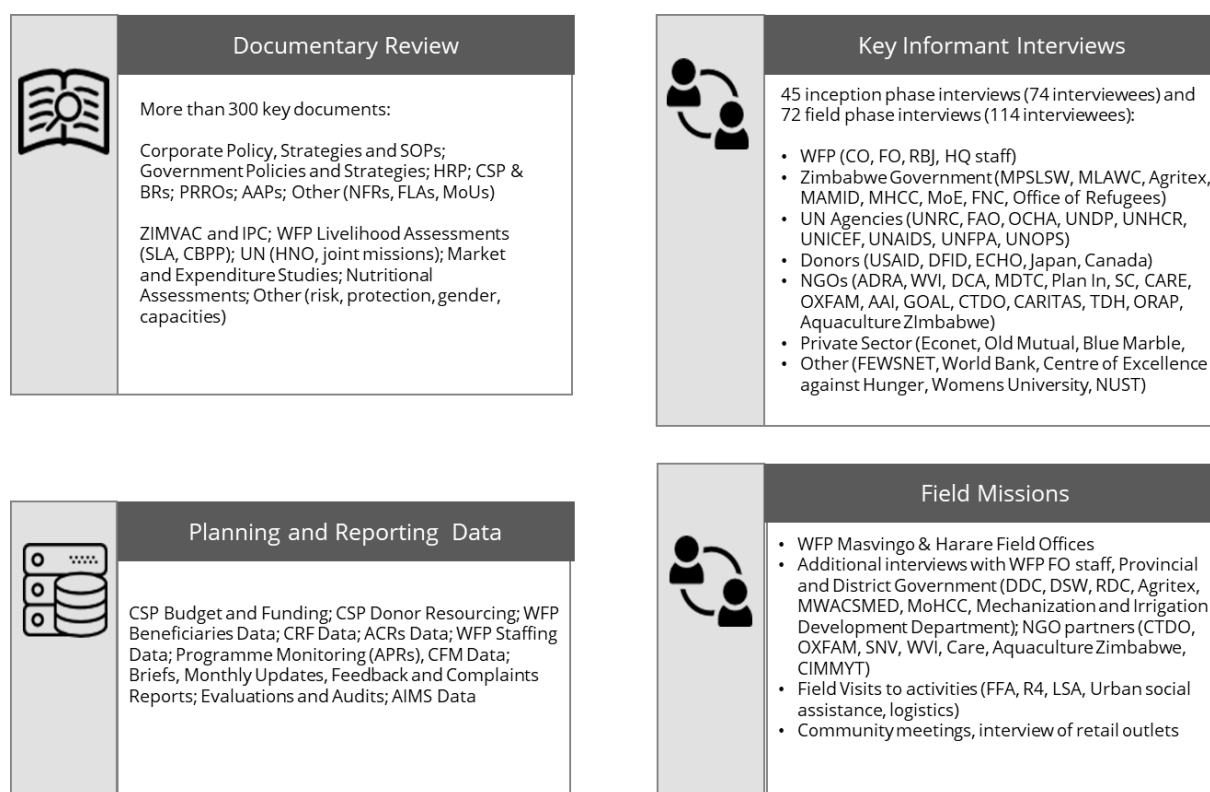 Documentary Review
More than 300 key documents:
Corporate Policy, Strategies and SOPs;
Government Policies and Strategies; HRP; CSP &
BRs; PRROs; AAPs; Other (NFRs, FLAs, MoUs)
ZIMVAC and IPC; WFP Livelihood Assessments
(SLA, CBPP); UN (HNO, joint missions); Market
and Expenditure Studies; Nutritional
Assessments; Other (risk, protection, gender,
capacities)
Key Informant Interviews
45 inception phase interviews (74 interviewees) and
72 field phase interviews (114 interviewees):
• WFP (CO, FO, RBJ, HQ staff)
• Zimbabwe Government (MPSLSW, MLAWC, Agritex,
MAMID, MHCC, MoE, FNC, Office of Refugees)
• UN Agencies (UNRC, FAO, OCHA, UNDP, UNHCR,
UNICEF, UNAIDS, UNFPA, UNOPS)
• Donors (USAID, DFID, ECHO, Japan, Canada)
• NGOs (ADRA, WVI, DCA, MDTC, Plan In, SC, CARE,
OXFAM, AAI, GOAL, CTDO, CARITAS, TDH, ORAP,
Aquaculture ZImbabwe)
• Private Sector (Econet, Old Mutual, Blue Marble,
• Other (FEWSNET, World Bank, Centre of Excellence
against Hunger, Womens University, NUST)
Planning and Reporting Data
CSP Budget and Funding; CSP Donor Resourcing; WFP
Beneficiaries Data; CRF Data; ACRs Data; WFP Staffing
Data; Programme Monitoring (APRs), CFM Data;
Briefs, Monthly Updates, Feedback and Complaints
Reports; Evaluations and Audits; AIMS Data
Field Missions
• WFP Masvingo & Harare Field Offices
• Additional interviews with WFP FO staff, Provincial
and District Government (DDC, DSW, RDC, Agritex,
MWACSMED, MoHCC, Mechanization and Irrigation
Development Department); NGO partners (CTDO,
OXFAM, SNV, WVI, Care, Aquaculture Zimbabwe,
CIMMYT)
• Field Visits to activities (FFA, R4, LSA, Urban social
assistance, logistics)
• Community meetings, interview of retail outlets